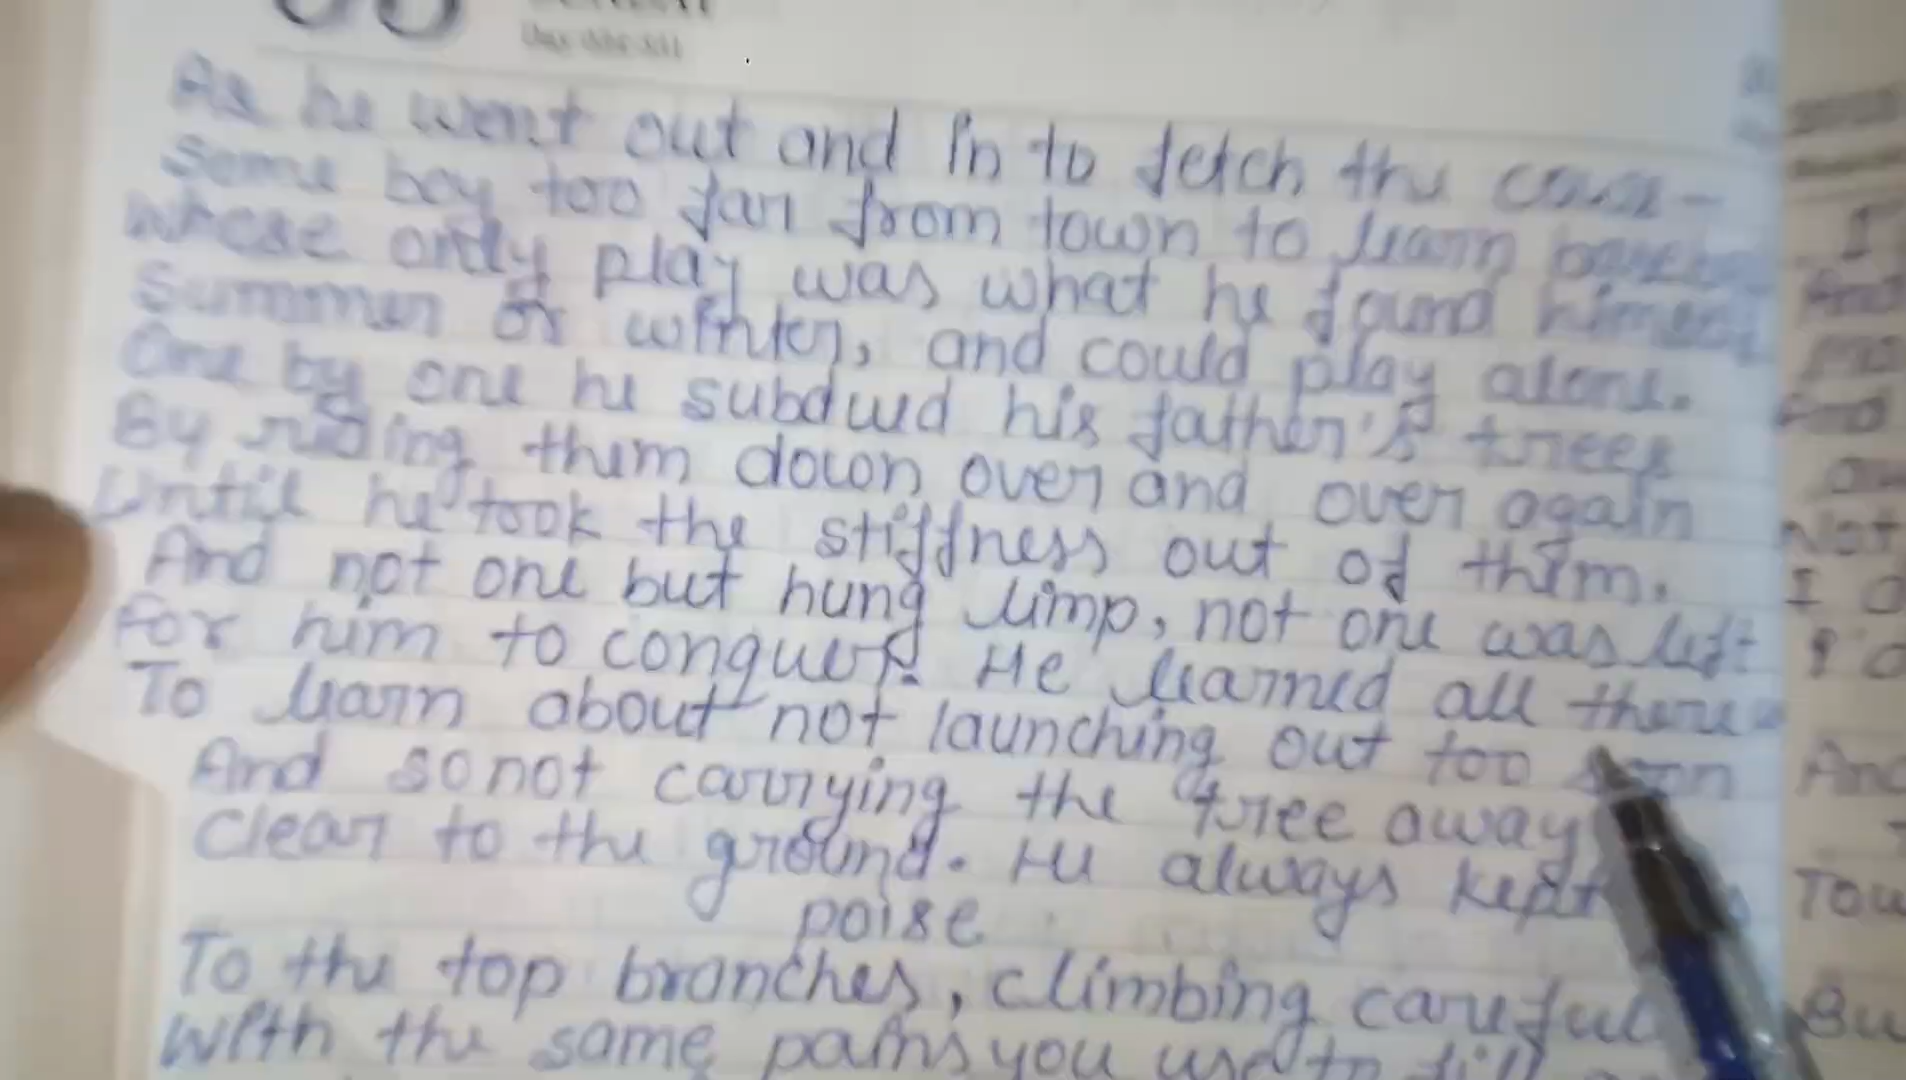 As he went out and in to fetch the cows-
Some boy too far from town to learn
whose only play was what he found himself
Summer or winter, and could play alone.
One by one he subdued his father's trees
By riding them down over and over again
Until he took the stiffness out of them.
And not one but hung limp, not one was left
For him to conquer. He learned all there
To learn about not launching out too soon
And so not carrying the tree away
Clear to the ground. He always kept
poise
To the top branches, climbing careful
with the same pains you used to fill